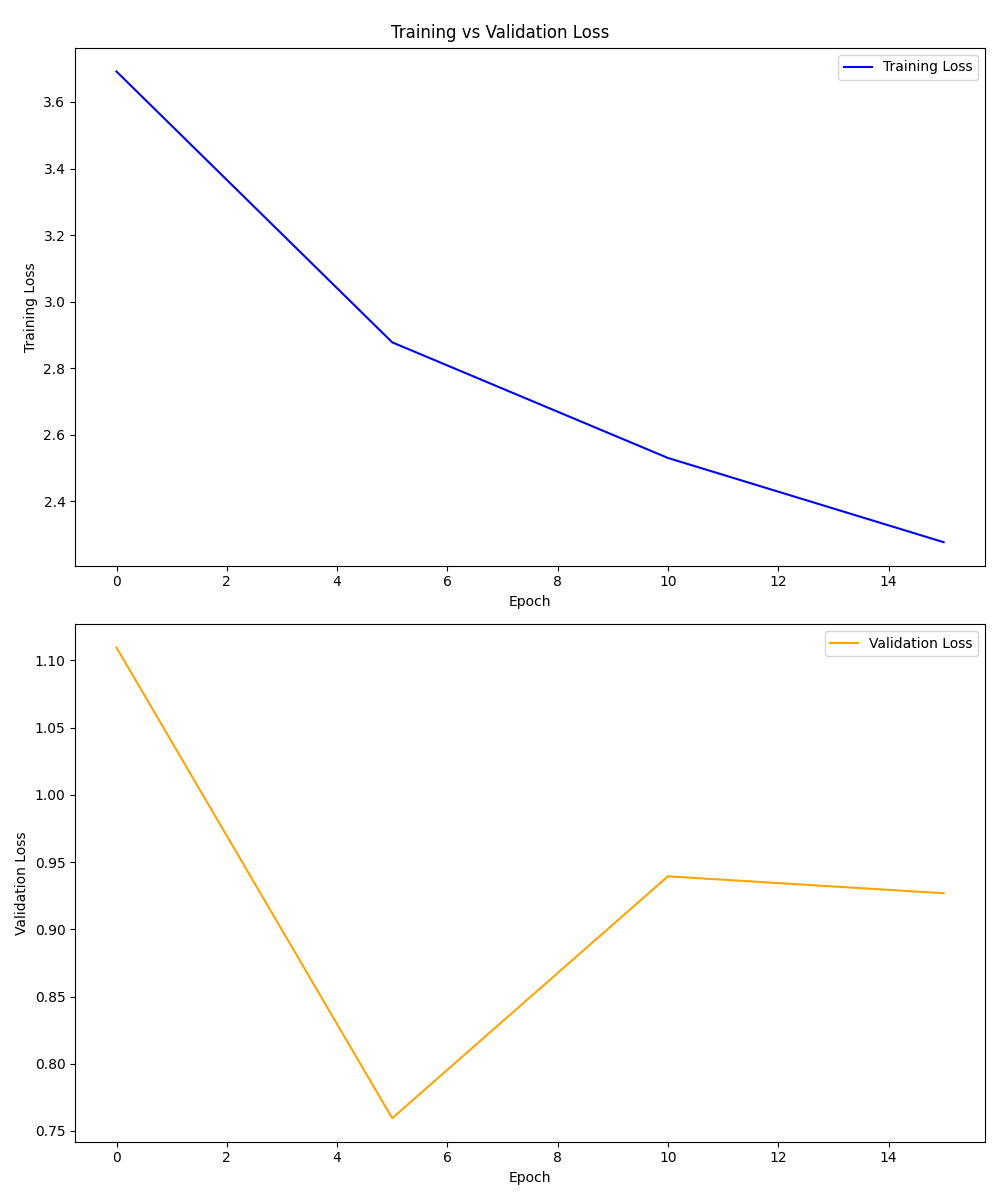 Training vs Validation Loss
Training Loss
3.6
3.4
3.2
3.0
2.8
2.6
2.4
Training Loss
0 2 4 6 8 10 12 14
Epoch
Validation Loss
1.10
1.05
1.00
0.95
0.90
0.85
0.80
0.75
Validation Loss
0 2 4 6 8 10 12 14
Epoch